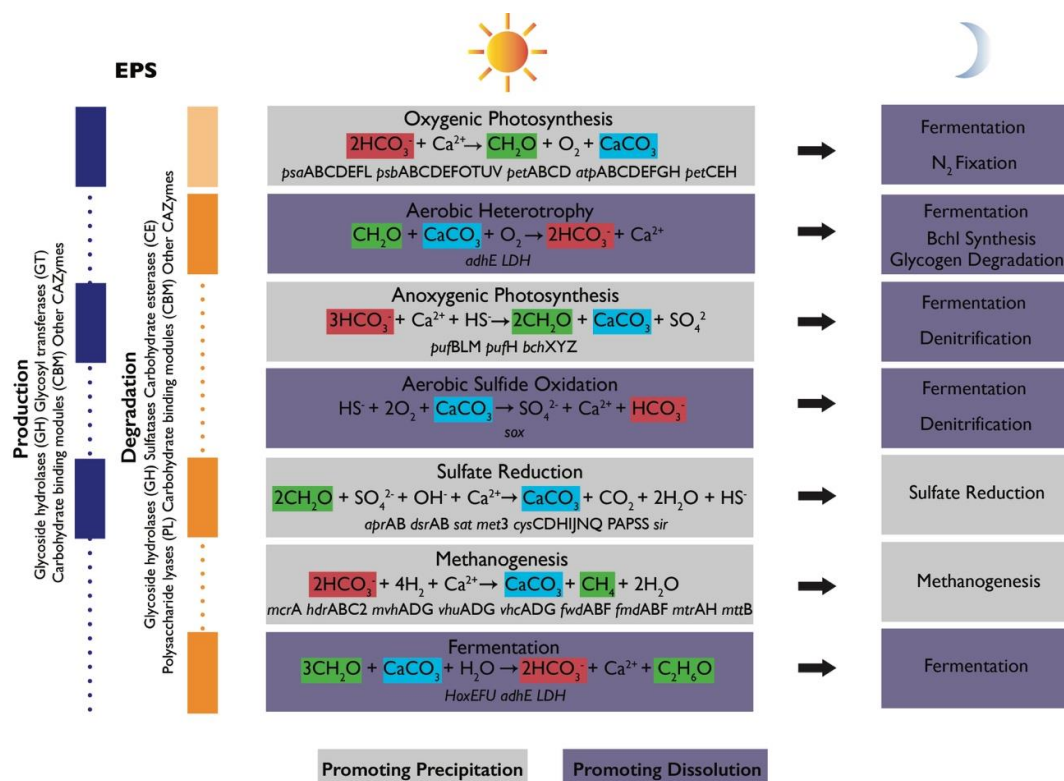 EPS
Production
Glycoside hydrolases (GH) Glycosyl transferases (GT)
Carbohydrate binding modules (CBM) Other CAZymes
Degradation
Glycoside hydrolases (GH) Sulfatases Carbohydrate esterases (CE)
Polysaccharide lyases (PL) Carbohydrate binding modules (CBM) Other CAZymes
Oxygenic Photosynthesis
2HCO₃⁻ + Ca²⁺→ CH₂O + O₂ + CaCO₃
psaABCDEFL psbABCDEFOTUV petABCD atpABCDEFGH petCEH
Fermentation
N₂ Fixation
Aerobic Heterotrophy
CH₂O + CaCO₃ + O₂ → 2HCO₃⁻ + Ca²⁺
adhE LDH
Fermentation
Bchl Synthesis
Glycogen Degradation
Anoxygenic Photosynthesis
3HCO₃⁻ + Ca²⁺ + HS⁻→ 2CH₂O + CaCO₃ + SO₄²
pufBLM pufH bchXYZ
Fermentation
Denitrification
Aerobic Sulfide Oxidation
HS⁻ + 2O₂ + CaCO₃ → SO₄²⁻ + Ca²⁺ + HCO₃⁻
sox
Fermentation
Denitrification
Sulfate Reduction
2CH₂O + SO₄²⁻ + OH⁻ + Ca²⁺→ CaCO₃ + CO₂ + 2H₂O + HS⁻
aprAB dsrAB sat met3 cysCDHIJNQ PAPSS sir
Sulfate Reduction
Methanogenesis
2HCO₃⁻ + 4H₂ + Ca²⁺→ CaCO₃ + CH₄ + 2H₂O
mcrA hdrABC2 mvhADG vhuADG vhcADG fwdABF fmdABF mtrAH mttB
Methanogenesis
Fermentation
3CH₂O + CaCO₃ + H₂O → 2HCO₃⁻ + Ca²⁺ + C₂H₆O
HoxEFU adhE LDH
Fermentation
Promoting Precipitation
Promoting Dissolution